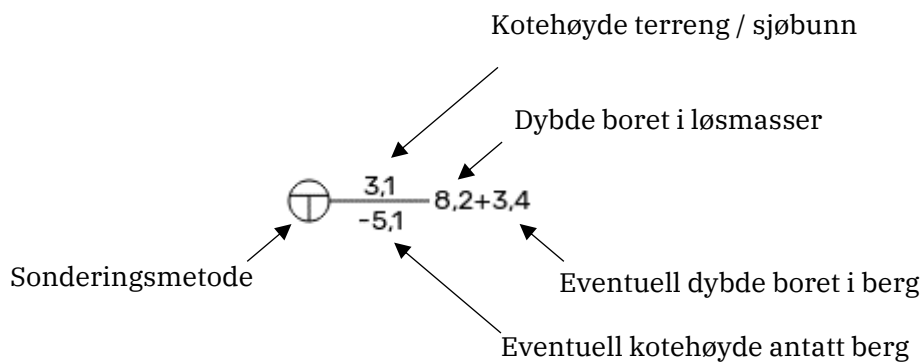 Kotehøyde terreng / sjøbunn
Dybde boret i løsmasser
3,1
8,2+3,4
-5,1
Sonderingsmetode
Eventuell dybde boret i berg
Eventuell kotehøyde antatt berg